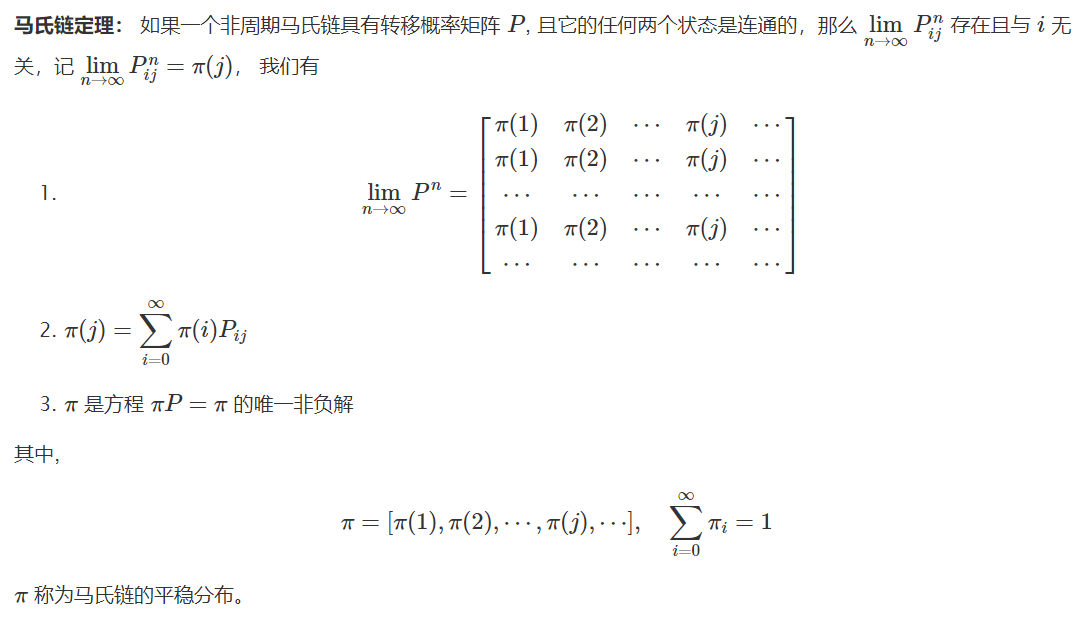 马氏链定理： 如果一个非周期马氏链具有转移概率矩阵 $P$, 且它的任何两个状态是连通的，那么 $\lim_{n\to\infty} P_{ij}^n$ 存在且与 $i$ 无
关，记 $\lim_{n\to\infty} P_{ij}^n = \pi(j)$， 我们有
1. $\lim_{n\to\infty} P^n = \begin{bmatrix} \pi(1) & \pi(2) & \cdots & \pi(j) & \cdots \\ \pi(1) & \pi(2) & \cdots & \pi(j) & \cdots \\ \cdots & \cdots & \cdots & \cdots & \cdots \\ \pi(1) & \pi(2) & \cdots & \pi(j) & \cdots \\ \cdots & \cdots & \cdots & \cdots & \cdots \end{bmatrix}$
2. $\pi(j) = \sum_{i=0}^{\infty} \pi(i) P_{ij}$
3. $\pi$ 是方程 $\pi P = \pi$ 的唯一非负解
其中,
$\pi = [\pi(1), \pi(2), \cdots, \pi(j), \cdots], \quad \sum_{i=0}^{\infty} \pi_i = 1$
$\pi$ 称为马氏链的平稳分布。